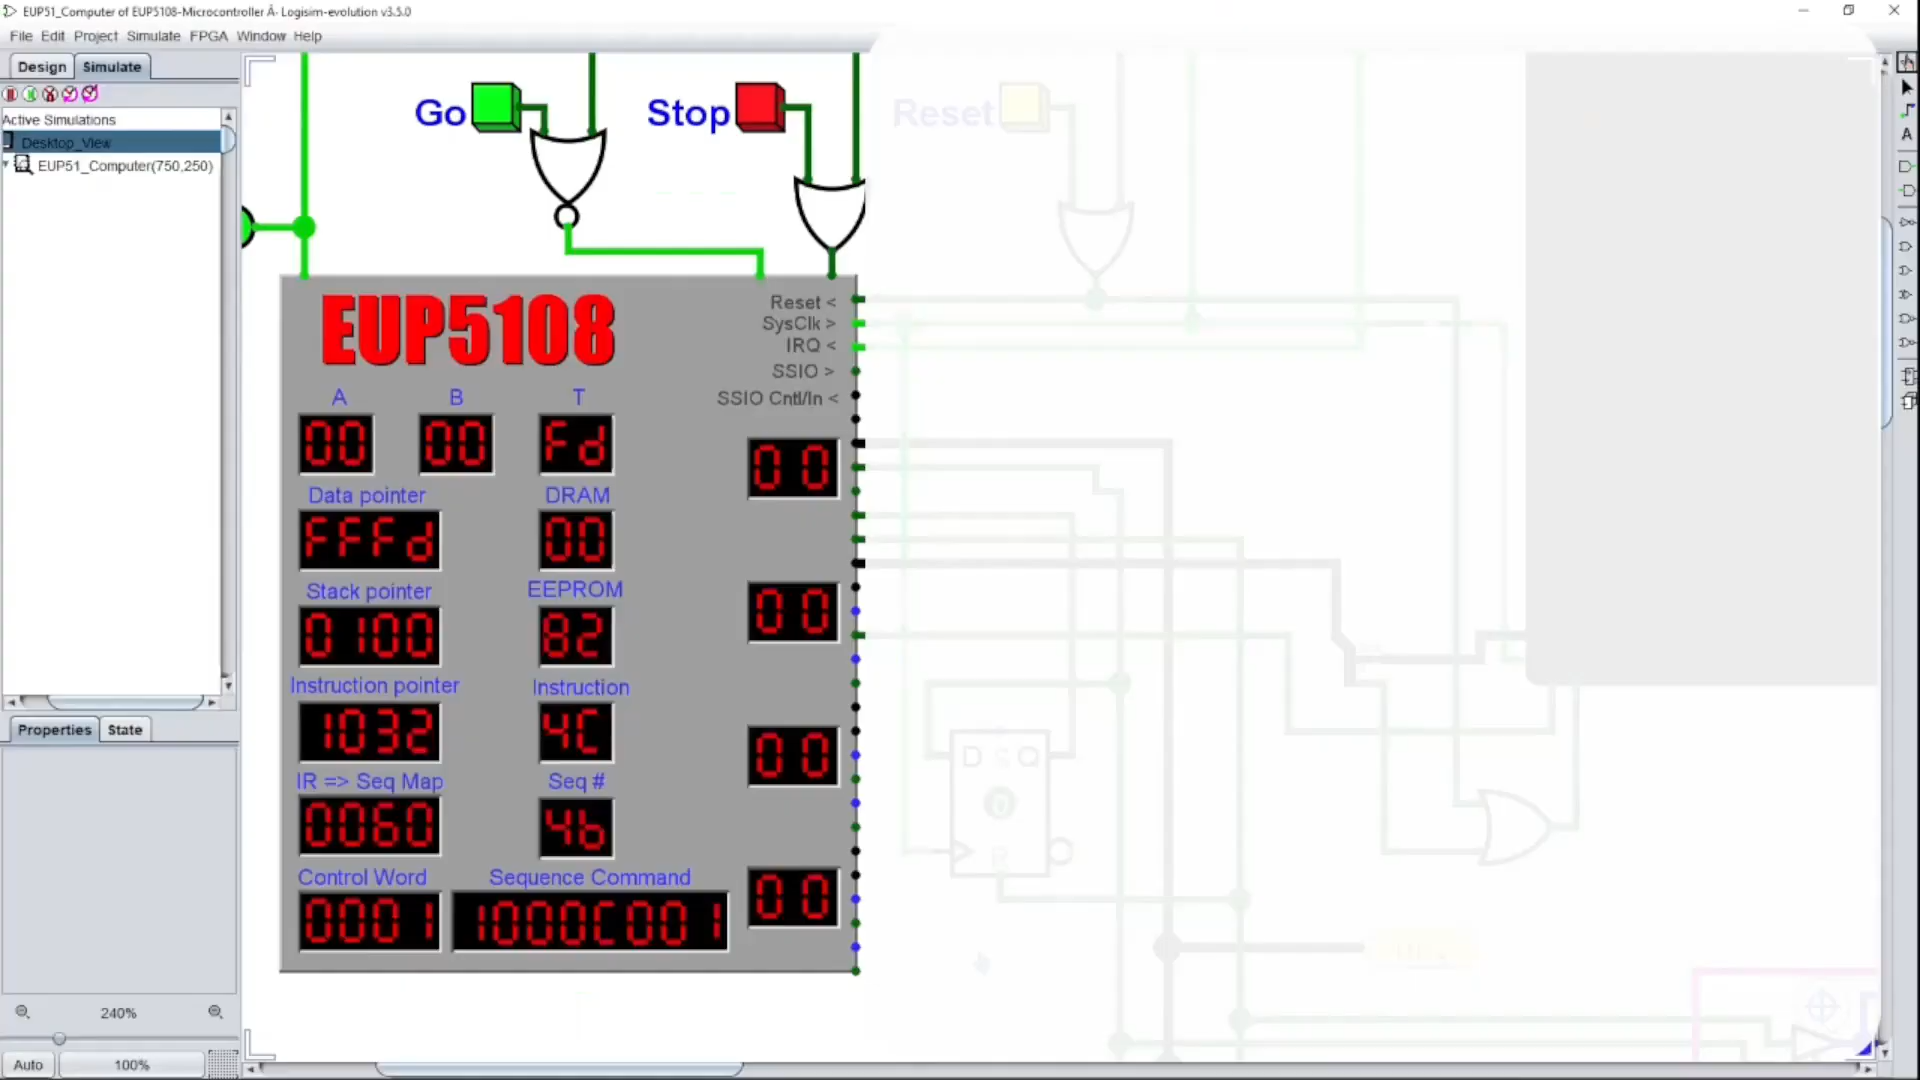 EUP51_Computer of EUP5108-Microcontroller Â· Logisim-evolution v3.5.0
File Edit Project Simulate FPGA Window Help
Design Simulate
Active Simulations
Desktop_View
EUP51_Computer(750,250)
Go Stop Reset
EUP5108
Reset <
SysClk >
IRQ <
SSIO >
SSIO Cntl/In <
A B T
00 00 Fd
00
Data pointer DRAM
FFFd 00
Stack pointer EEPROM
0100 82
00
Instruction pointer Instruction
1032 4C
00
IR => Seq Map Seq #
0060 4b
Control Word Sequence Command
0001 1000C001
00
D S Q
0
R
Properties State
240%
Auto 100%